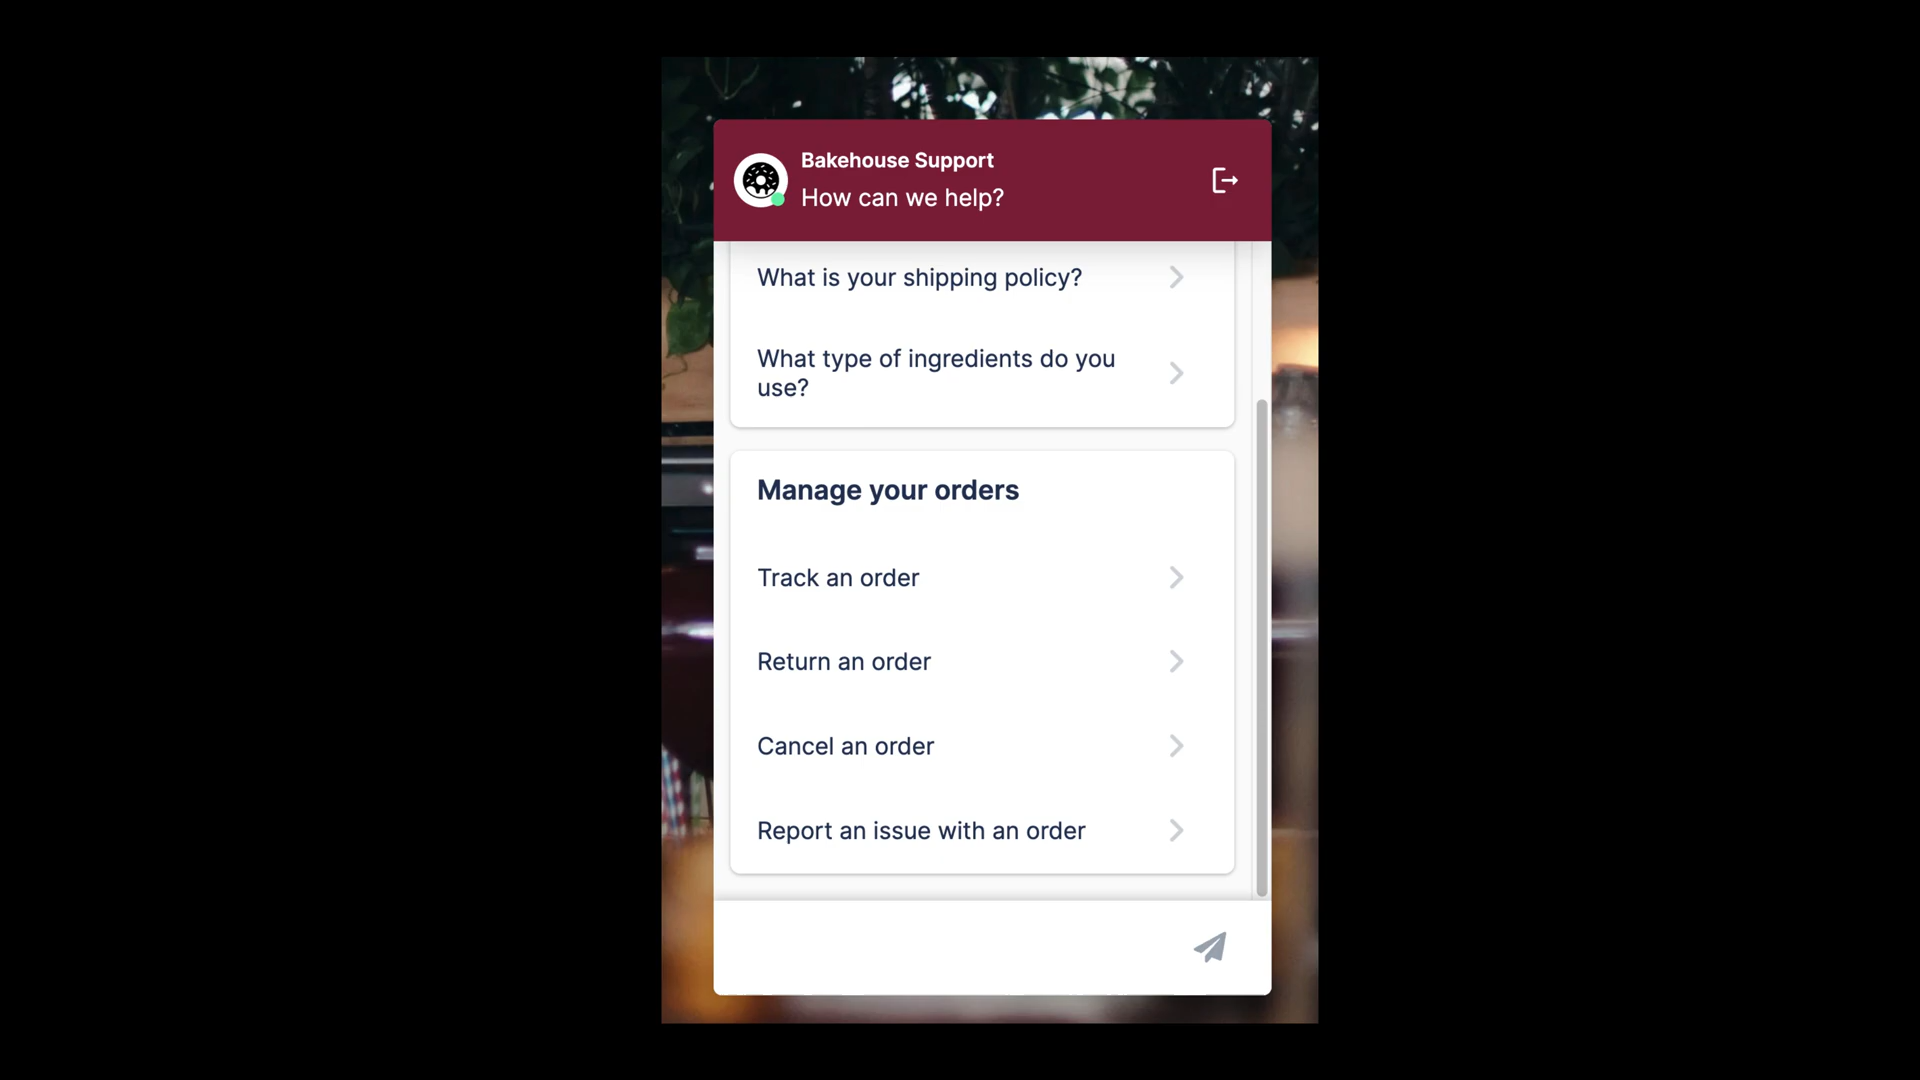 Bakehouse Support
How can we help?
What is your shipping policy?
What type of ingredients do you
use?
Manage your orders
Track an order
Return an order
Cancel an order
Report an issue with an order